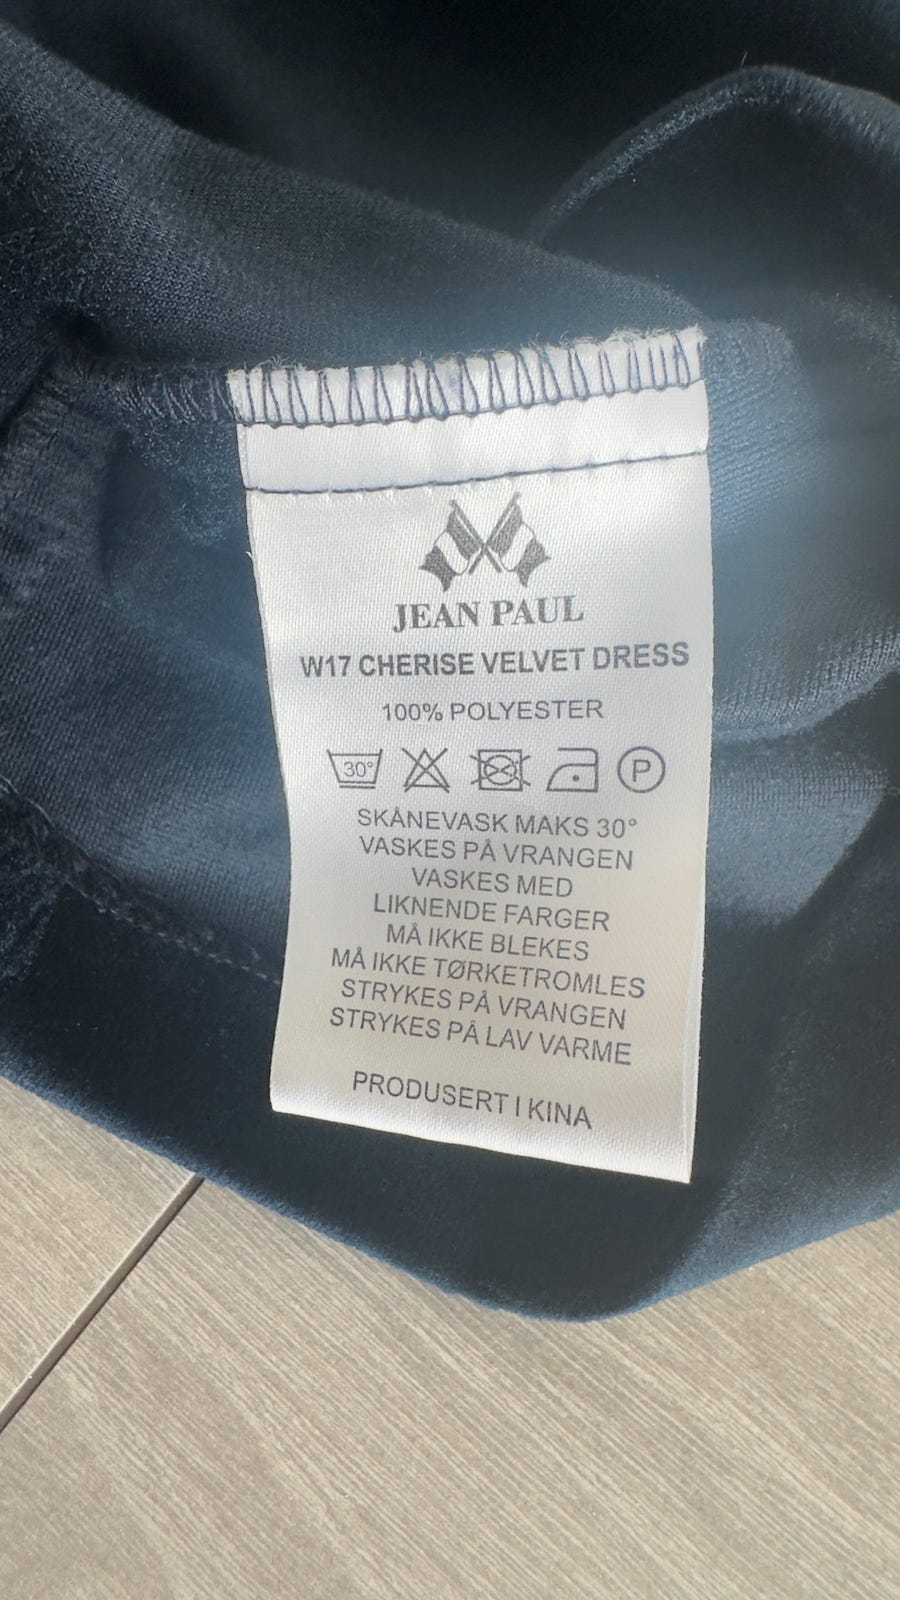 JEAN PAUL
W17 CHERISE VELVET DRESS
100% POLYESTER
30° P
SKÅNEVASK MAKS 30°
VASKES PÅ VRANGEN
VASKES MED
LIKNENDE FARGER
MÅ IKKE BLEKES
MÅ IKKE TØRKETROMLES
STRYKES PÅ VRANGEN
STRYKES PÅ LAV VARME
PRODUSERT I KINA